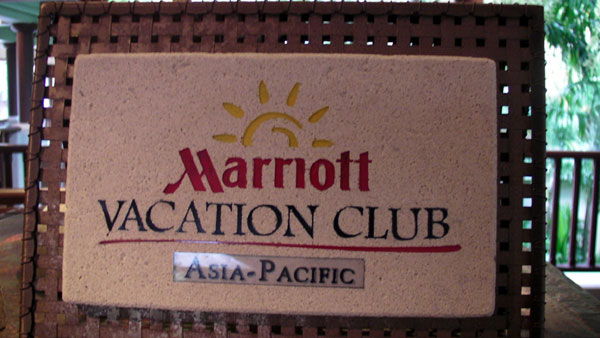 Marriott
VACATION CLUB
ASIA-PACIFIC